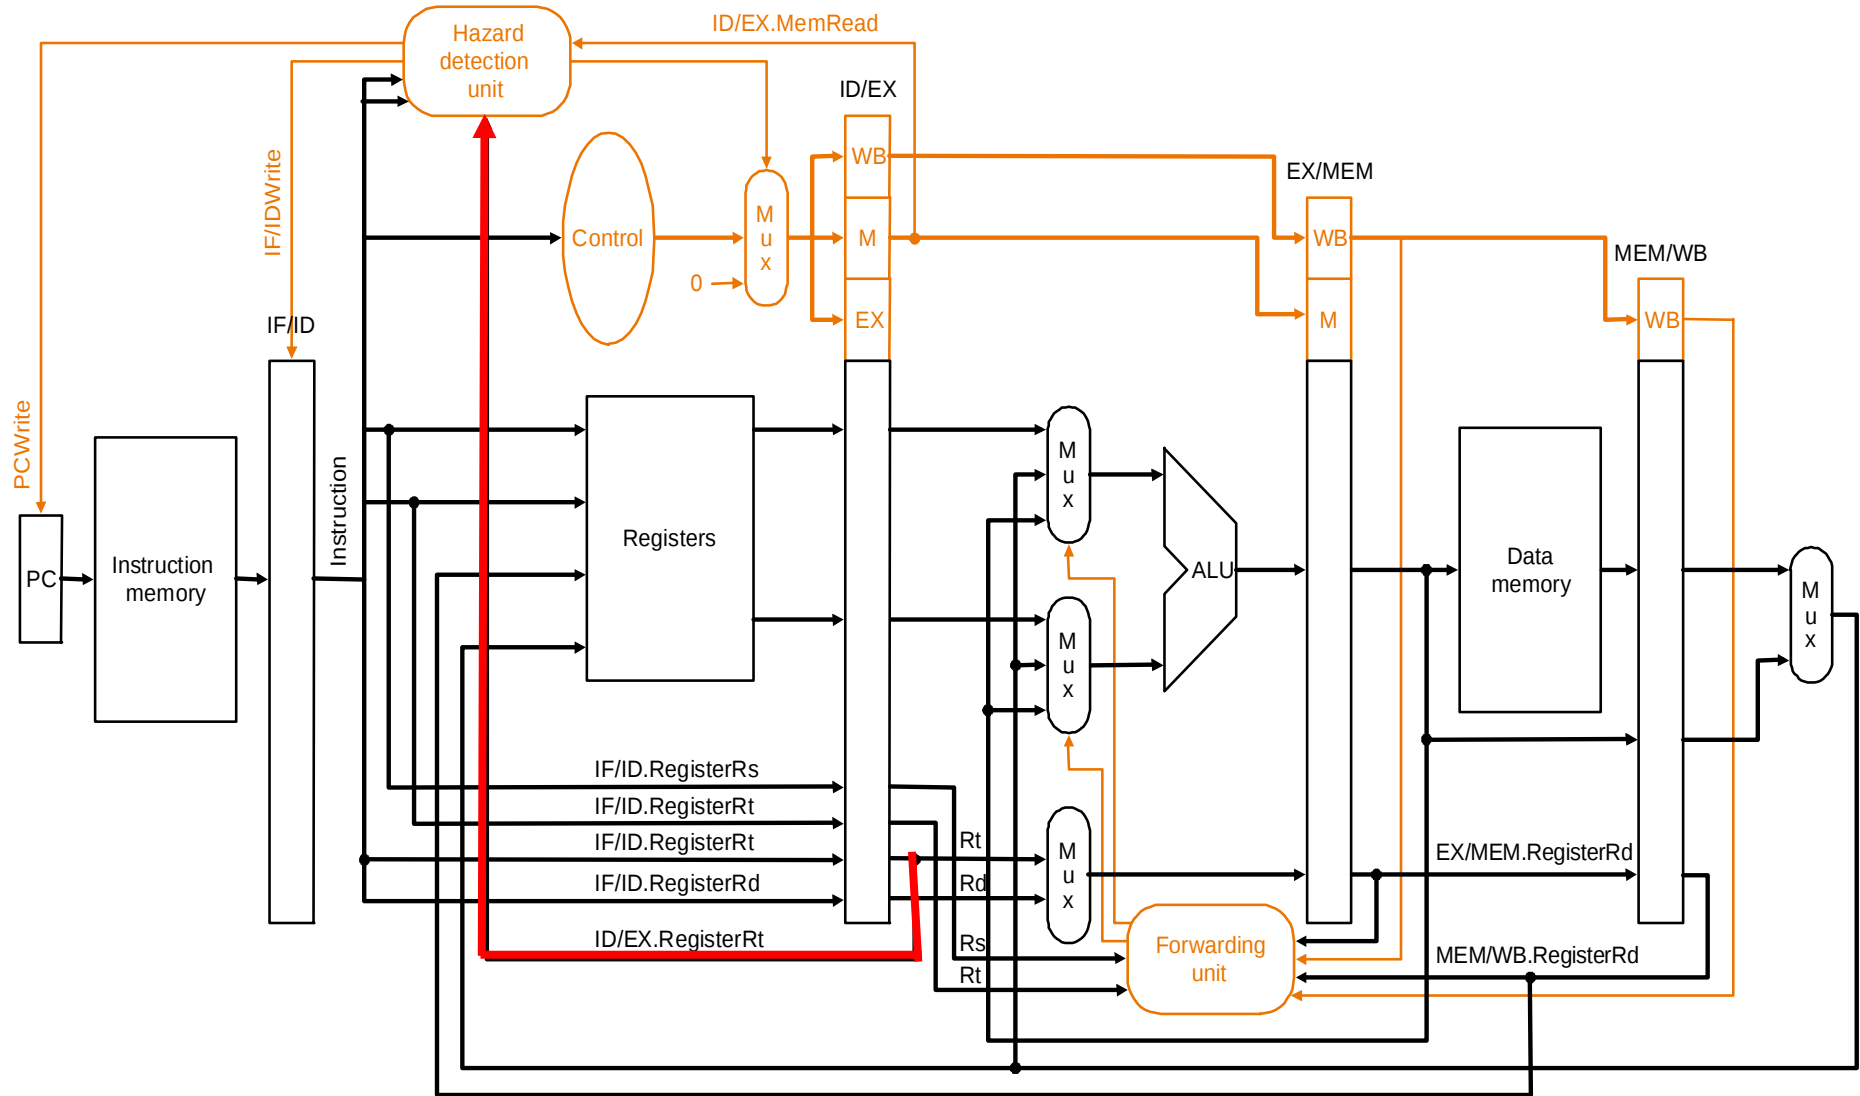 Hazard
detection
unit
ID/EX.MemRead
ID/EX
IF/IDWrite
WB
EX/MEM
M
u
x
Control
M
WB
MEM/WB
0
IF/ID
EX
M
WB
PCWrite
Instruction
M
u
x
PC
Instruction
memory
Registers
ALU
Data
memory
M
u
x
M
u
x
IF/ID.RegisterRs
IF/ID.RegisterRt
IF/ID.RegisterRt
IF/ID.RegisterRd
Rt
Rd
M
u
x
EX/MEM.RegisterRd
ID/EX.RegisterRt
Rs
Rt
Forwarding
unit
MEM/WB.RegisterRd